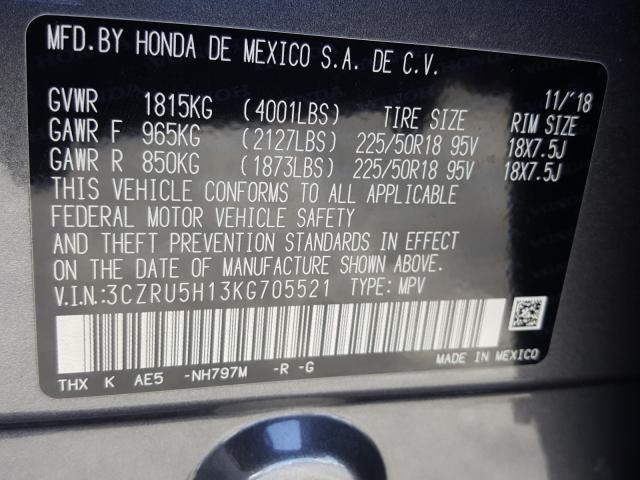 MFD.BY HONDA DE MEXICO S.A. DE C.V.
11/'18
GVWR 1815KG (4001LBS) TIRE SIZE RIM SIZE
GAWR F 965KG (2127LBS) 225/50R18 95V 18X7.5J
GAWR R 850KG (1873LBS) 225/50R18 95V 18X7.5J
THIS VEHICLE CONFORMS TO ALL APPLICABLE
FEDERAL MOTOR VEHICLE SAFETY
AND THEFT PREVENTION STANDARDS IN EFFECT
ON THE DATE OF MANUFACTURE SHOWN ABOVE.
V.I.N.:3CZRU5H13KG705521 TYPE: MPV
THX K AE5 -NH797M -R -G
MADE IN MEXICO